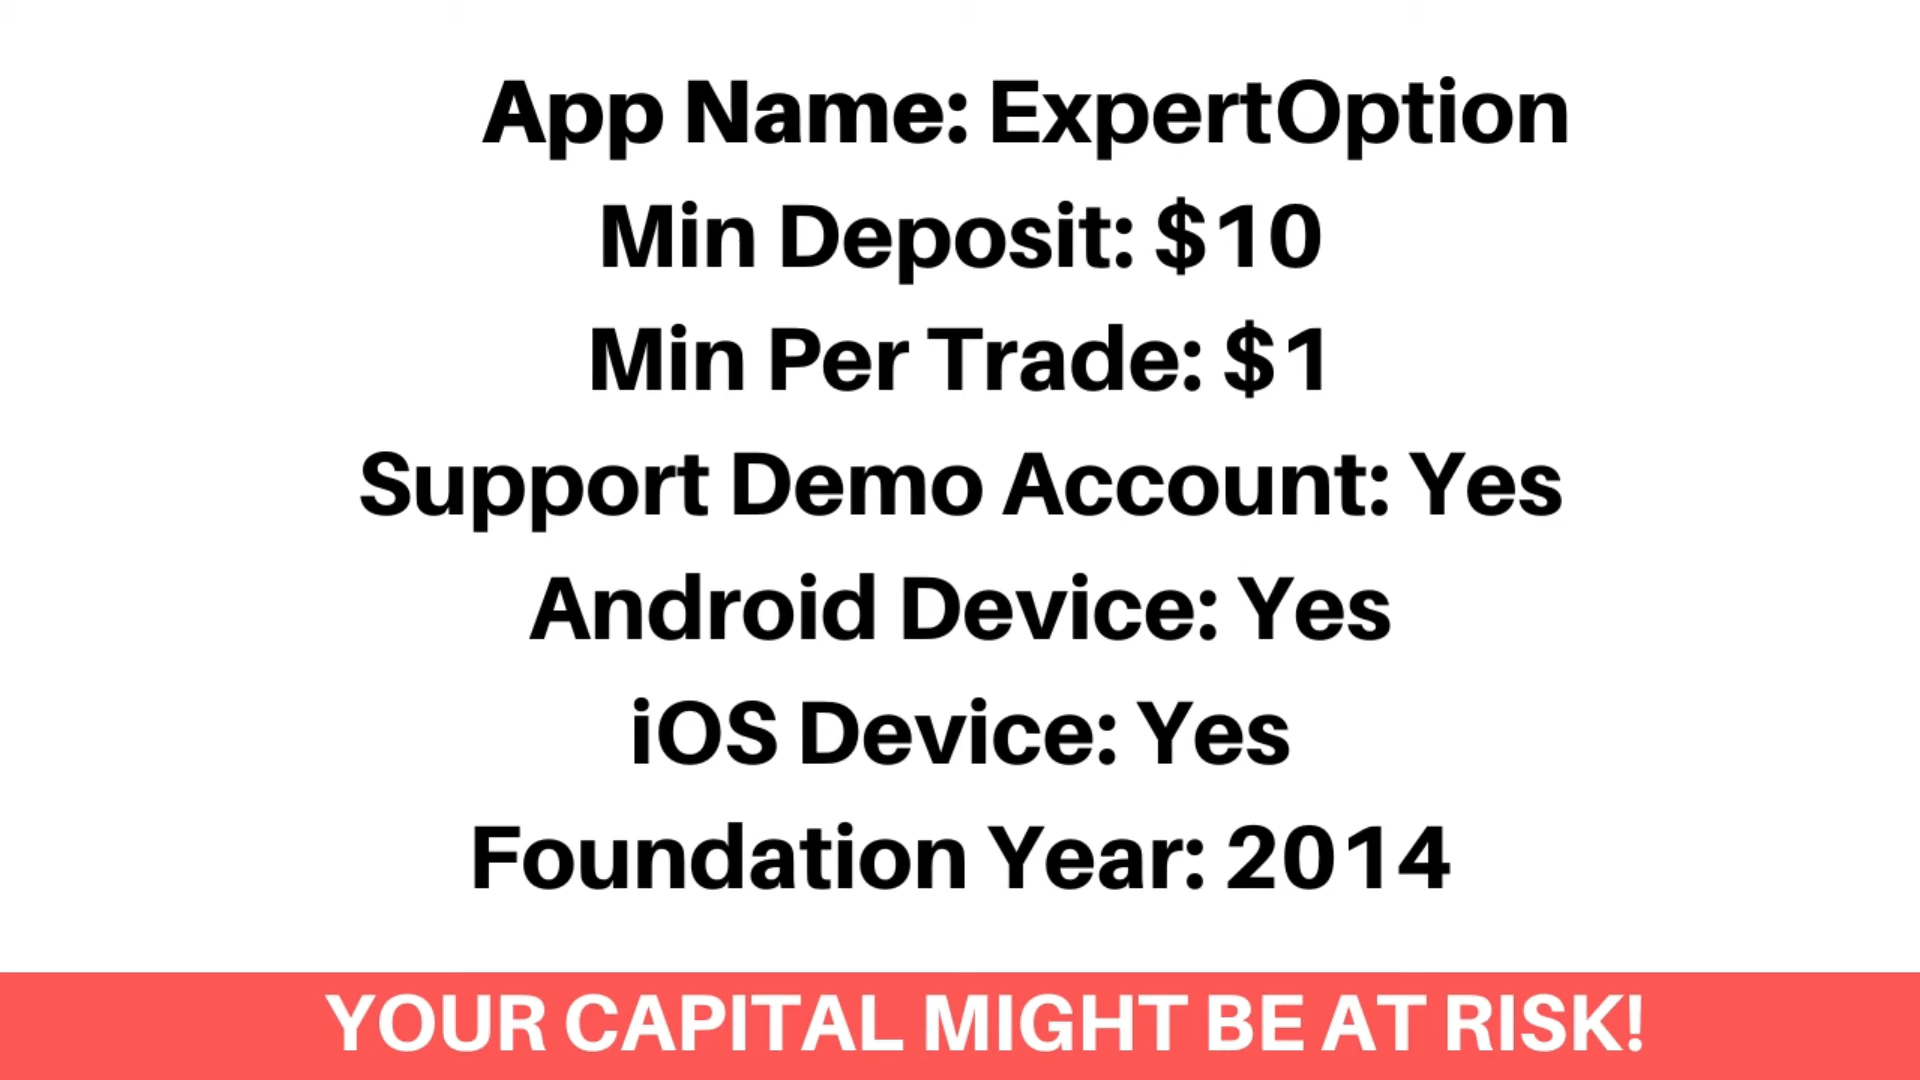 App Name: ExpertOption
Min Deposit: $10
Min Per Trade: $1
Support Demo Account: Yes
Android Device: Yes
iOS Device: Yes
Foundation Year: 2014
YOUR CAPITAL MIGHT BE AT RISK!